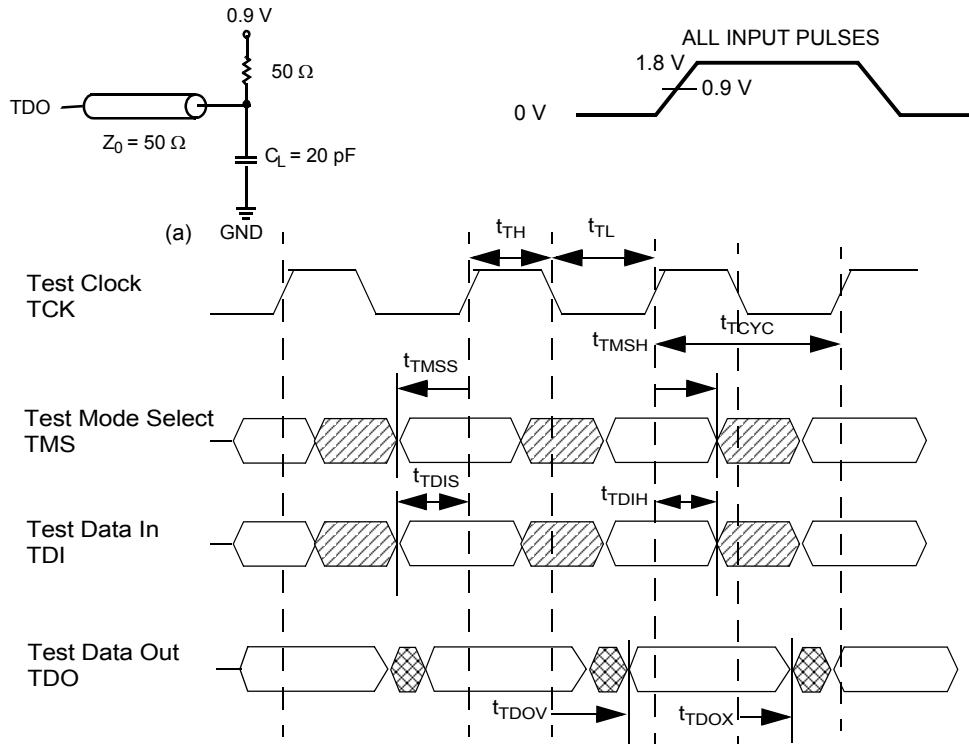 0.9 V
50 Ω
TDO
Z0 = 50 Ω
CL = 20 pF
(a)
GND
ALL INPUT PULSES
1.8 V
0.9 V
0 V
tTH
tTL
Test Clock
TCK
tTCYC
tTMSH
tTMSS
Test Mode Select
TMS
tTDIS
tTDIH
Test Data In
TDI
Test Data Out
TDO
tTDOV
tTDOX